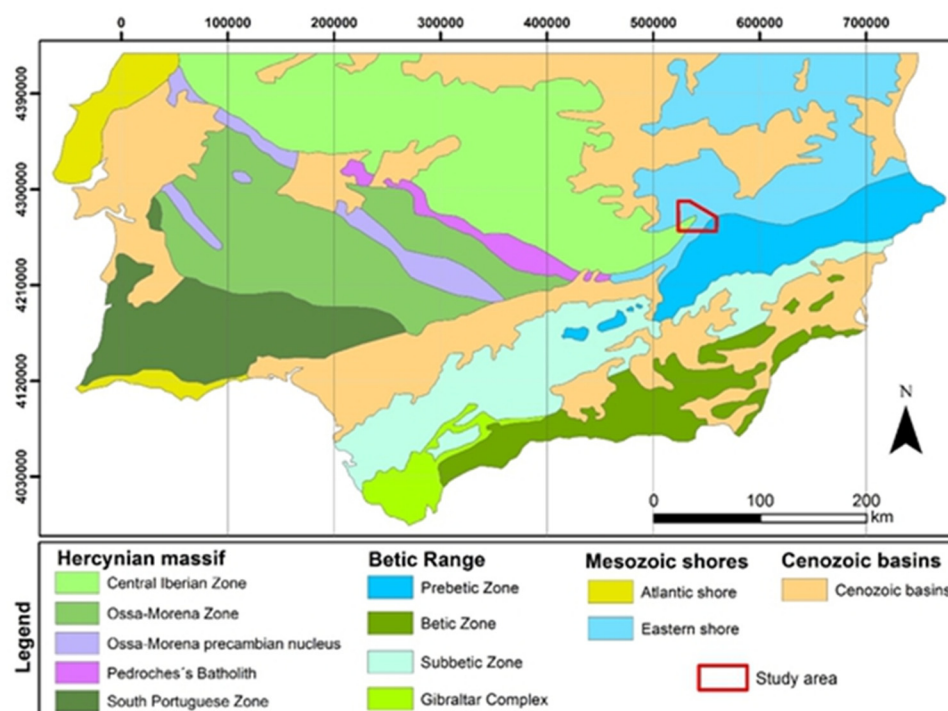 0 100000 200000 300000 400000 500000 600000 700000
4390000
4300000
4210000
4120000
4030000
N
0 100 200
km
Legend
Hercynian massif
Central Iberian Zone
Ossa-Morena Zone
Ossa-Morena precambian nucleus
Pedroches´s Batholith
South Portuguese Zone
Betic Range
Prebetic Zone
Betic Zone
Subbetic Zone
Gibraltar Complex
Mesozoic shores
Atlantic shore
Eastern shore
Cenozoic basins
Cenozoic basins
Study area